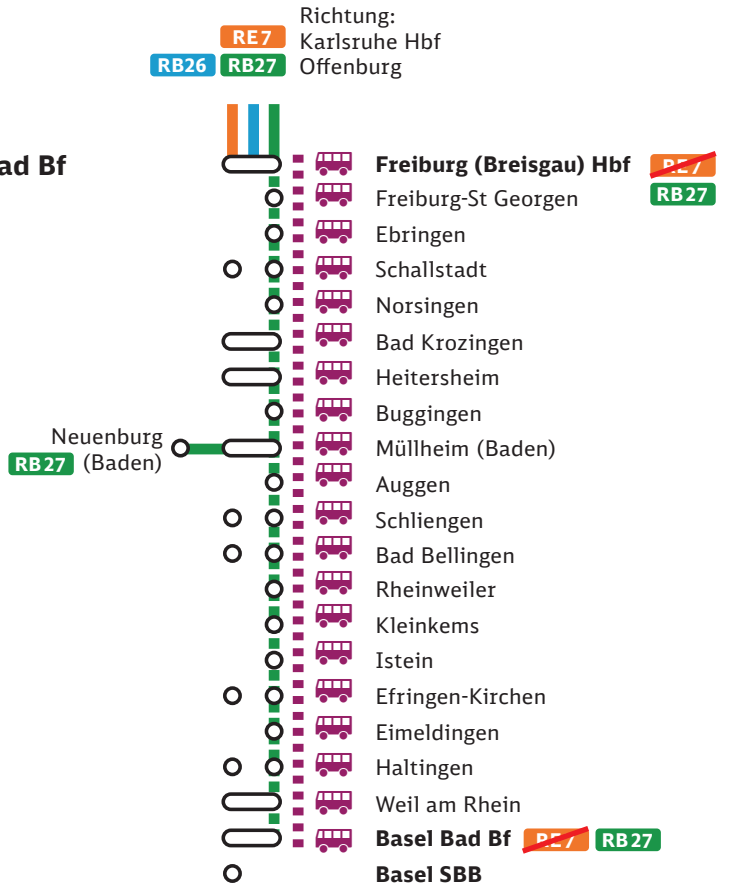 Richtung:
RE7 Karlsruhe Hbf
RB26 RB27 Offenburg
ad Bf
Freiburg (Breisgau) Hbf RE7
Freiburg-St Georgen RB27
Ebringen
Schallstadt
Norsingen
Bad Krozingen
Heitersheim
Buggingen
Neuenburg
RB27 (Baden)
Müllheim (Baden)
Auggen
Schliengen
Bad Bellingen
Rheinweiler
Kleinkems
Istein
Efringen-Kirchen
Eimeldingen
Haltingen
Weil am Rhein
Basel Bad Bf RE7 RB27
Basel SBB